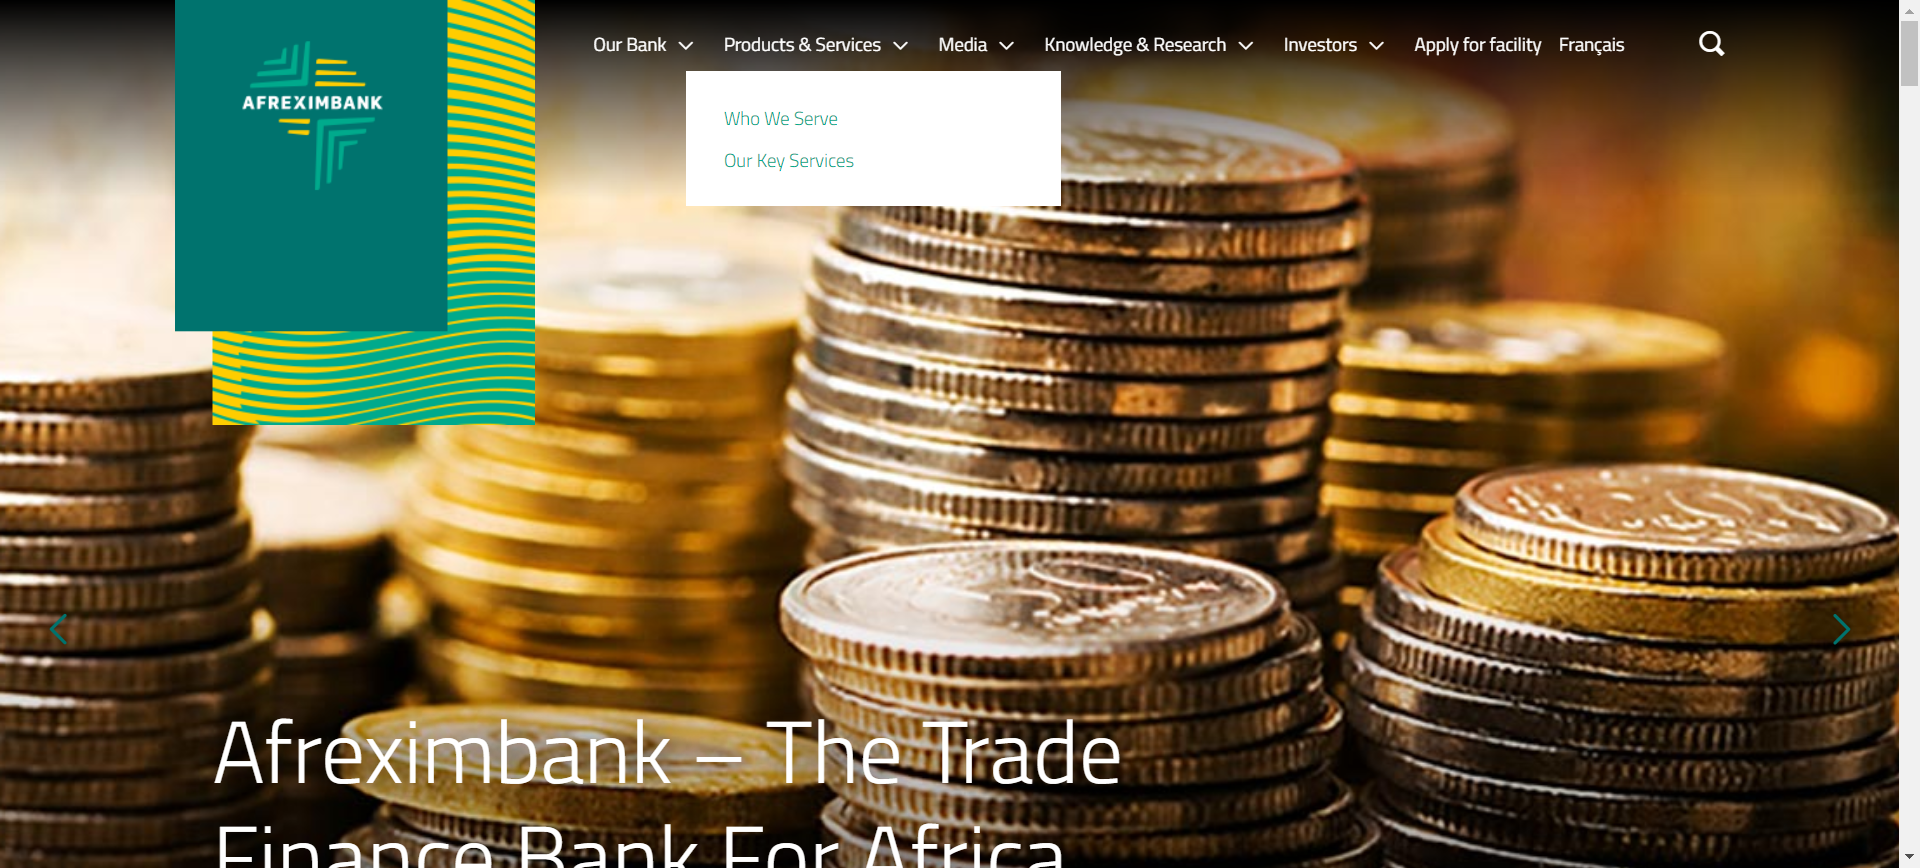 AFREXIMBANK
Our Bank Products & Services Media Knowledge & Research Investors Apply for facility Français
Who We Serve
Our Key Services
Afreximbank – The Trade
Finance Bank For Africa